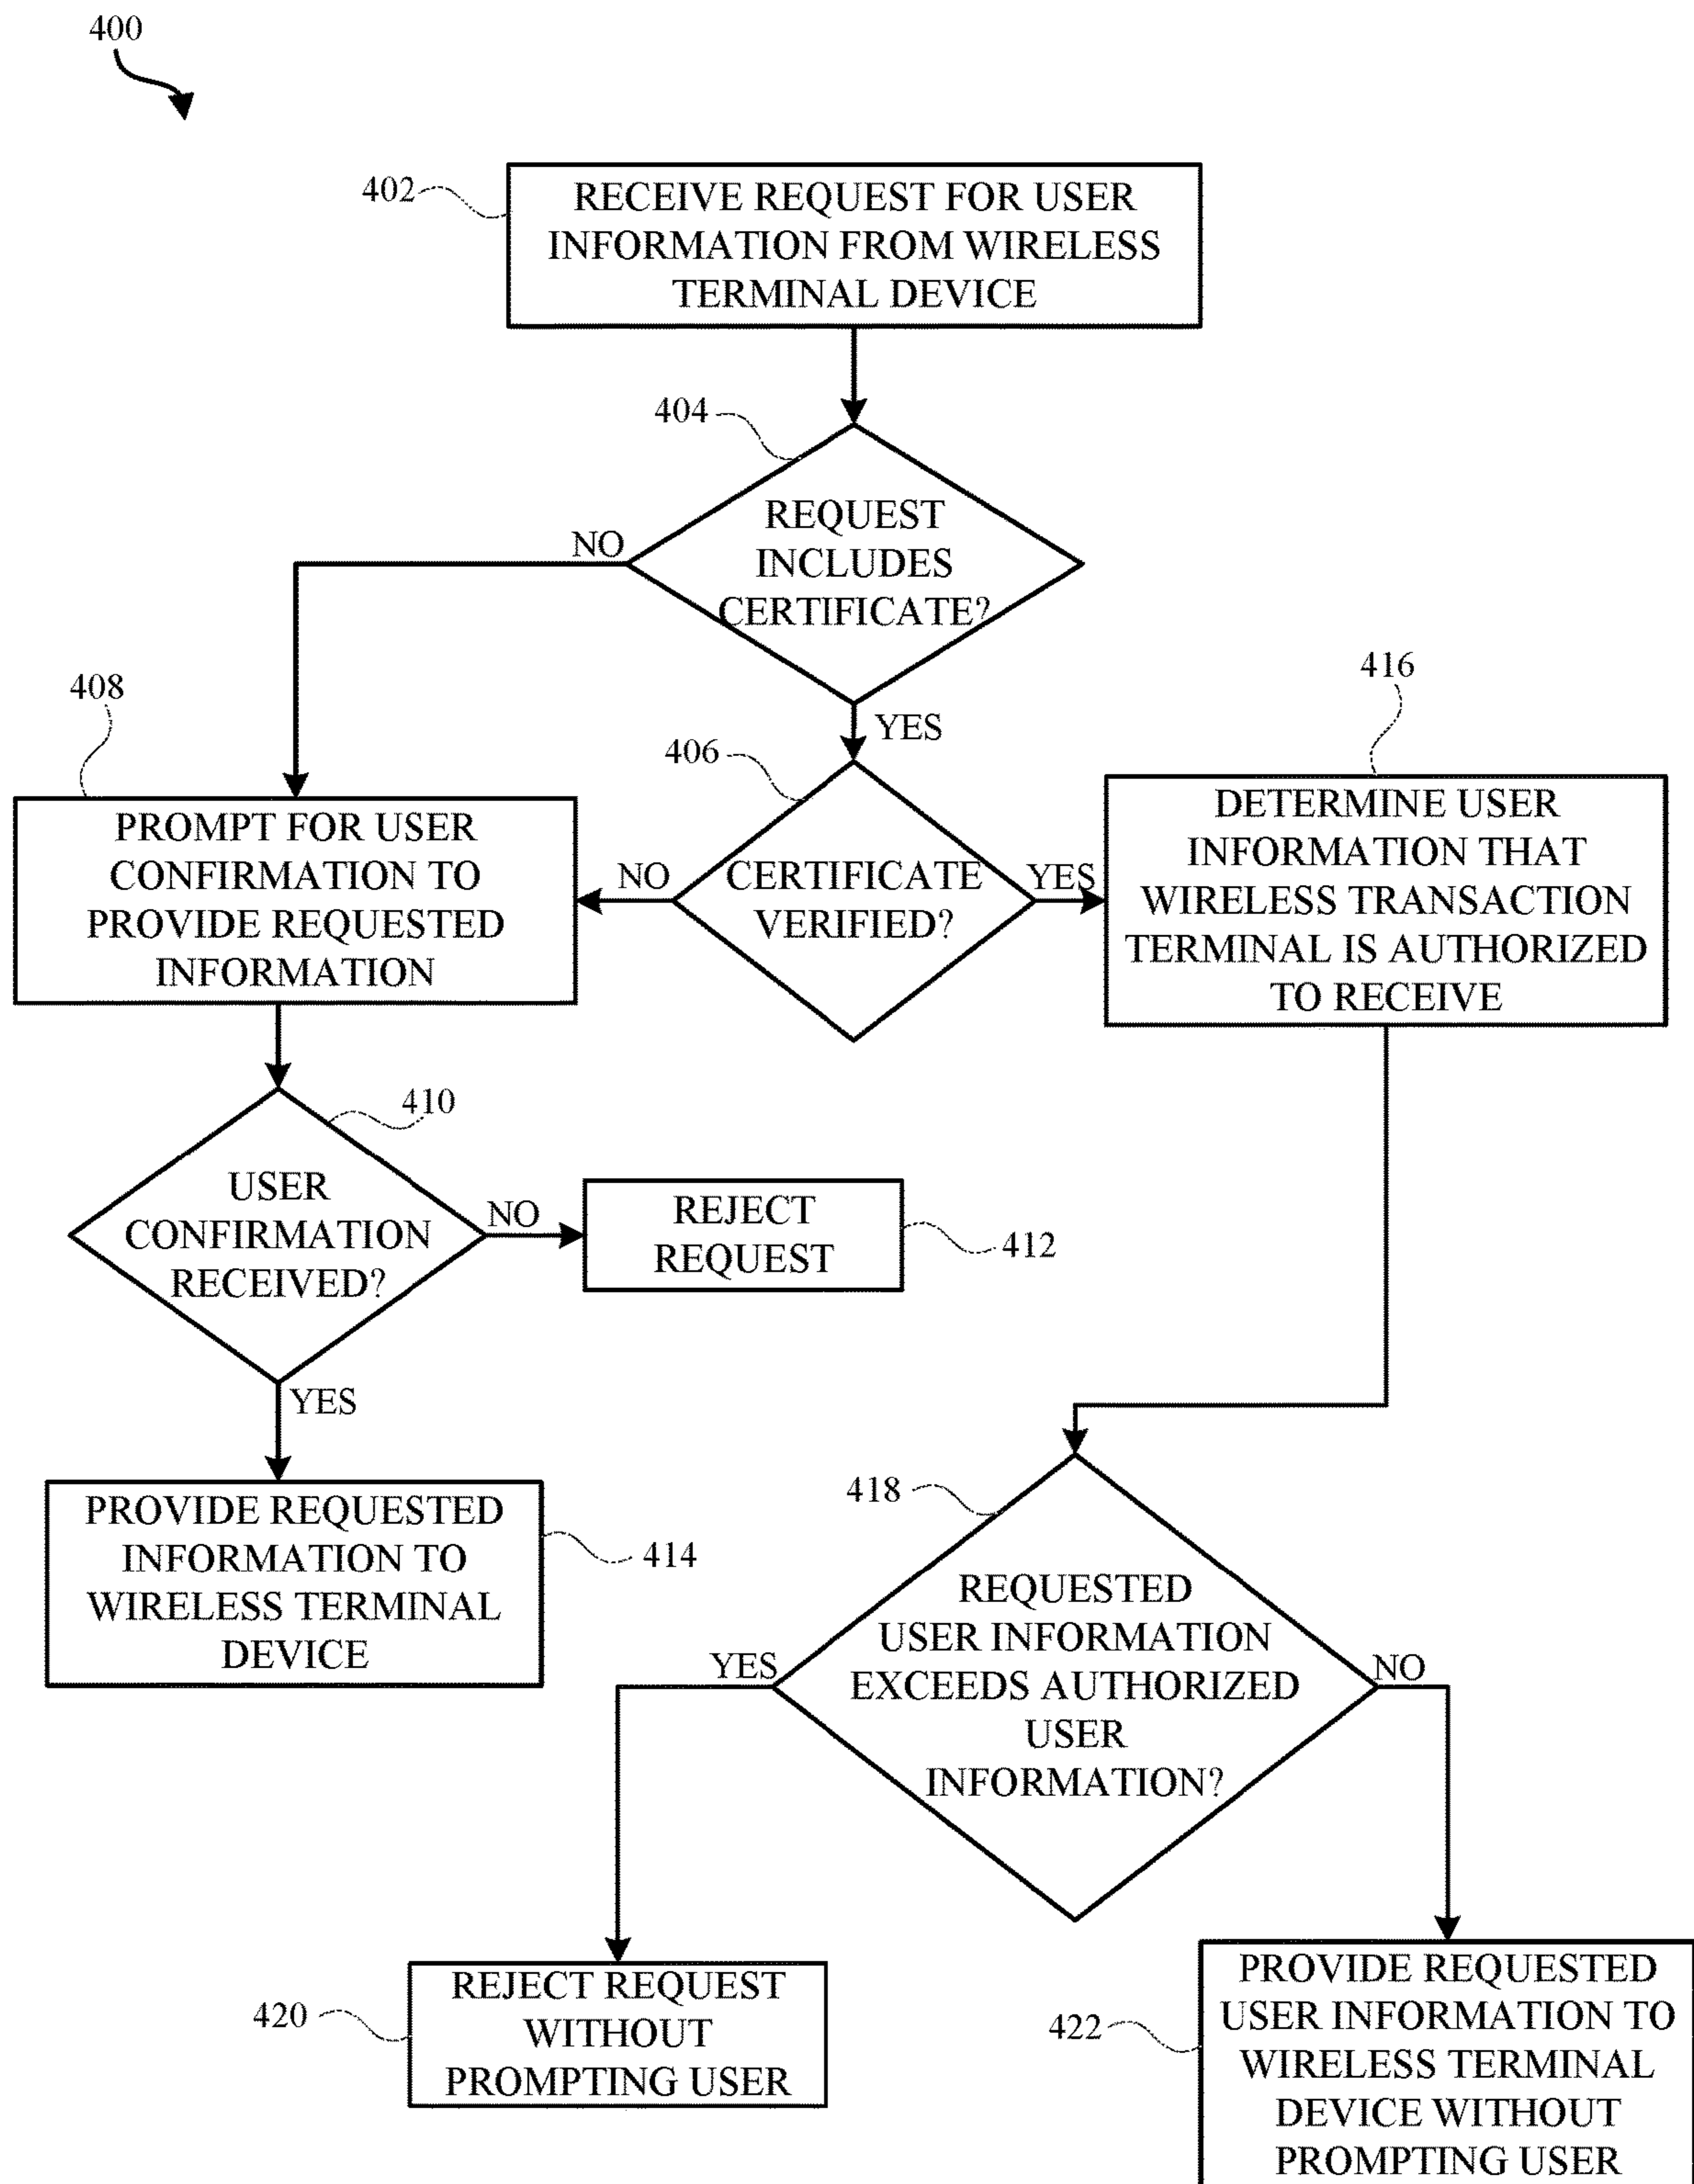 400
402
RECEIVE REQUEST FOR USER
INFORMATION FROM WIRELESS
TERMINAL DEVICE
404
REQUEST
INCLUDES
CERTIFICATE?
NO
YES
408
PROMPT FOR USER
CONFIRMATION TO
PROVIDE REQUESTED
INFORMATION
406
CERTIFICATE
VERIFIED?
NO
YES
416
DETERMINE USER
INFORMATION THAT
WIRELESS TRANSACTION
TERMINAL IS AUTHORIZED
TO RECEIVE
410
USER
CONFIRMATION
RECEIVED?
NO
REJECT
REQUEST
412
YES
PROVIDE REQUESTED
INFORMATION TO
WIRELESS TERMINAL
DEVICE
414
418
REQUESTED
USER INFORMATION
EXCEEDS AUTHORIZED
USER
INFORMATION?
YES
NO
420
REJECT REQUEST
WITHOUT
PROMPTING USER
422
PROVIDE REQUESTED
USER INFORMATION TO
WIRELESS TERMINAL
DEVICE WITHOUT
PROMPTING USER